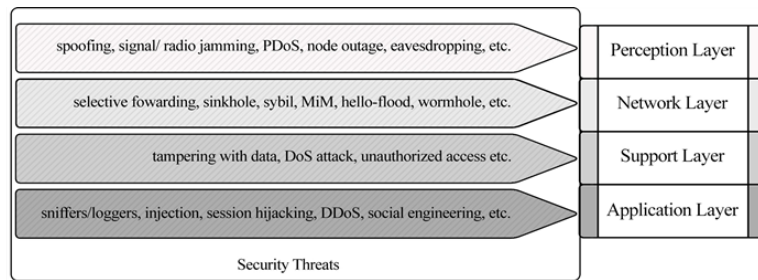 spoofing, signal/ radio jamming, PDoS, node outage, eavesdropping, etc.
Perception Layer
selective fowarding, sinkhole, sybil, MiM, hello-flood, wormhole, etc.
Network Layer
tampering with data, DoS attack, unauthorized access etc.
Support Layer
sniffers/loggers, injection, session hijacking, DDoS, social engineering, etc.
Application Layer
Security Threats